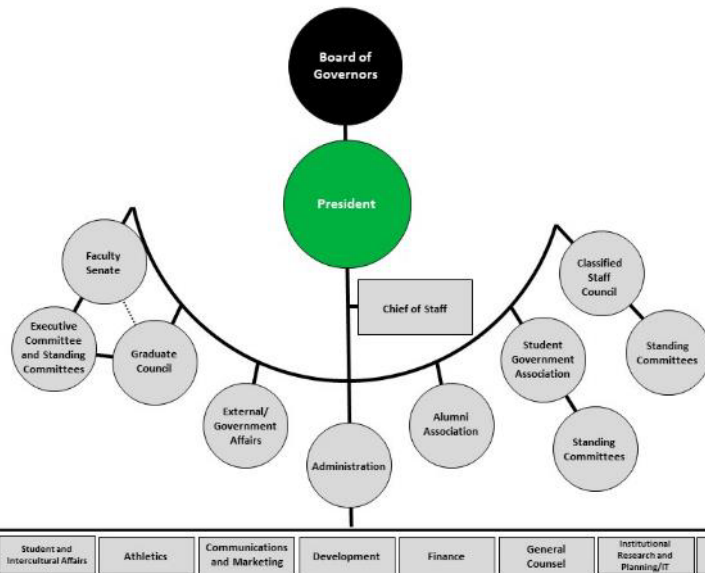 Board of
Governors
President
Faculty
Senate
Classified
Staff
Council
Chief of Staff
Executive
Committee
and Standing
Committees
Graduate
Council
Student
Government
Association
Standing
Committees
External/
Government
Affairs
Alumni
Association
Administration
Standing
Committees
Student and
Intercultural Affairs
Athletics
Communications
and Marketing
Development
Finance
General
Counsel
Institutional
Research and
Planning/IT